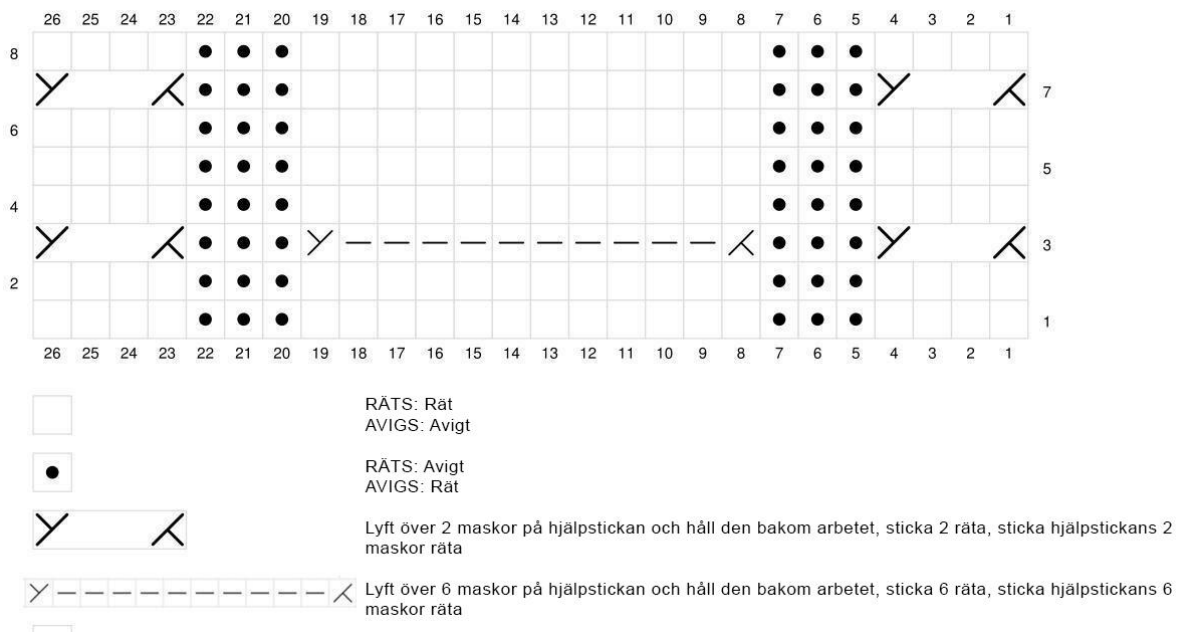 26 25 24 23 22 21 20 19 18 17 16 15 14 13 12 11 10 9 8 7 6 5 4 3 2 1
8
7
6
5
4
3
2
1
26 25 24 23 22 21 20 19 18 17 16 15 14 13 12 11 10 9 8 7 6 5 4 3 2 1
RÄTS: Rät
AVIGS: Avigt
RÄTS: Avigt
AVIGS: Rät
Lyft över 2 maskor på hjälpstickan och håll den bakom arbetet, sticka 2 räta, sticka hjälpstickans 2
maskor räta
Lyft över 6 maskor på hjälpstickan och håll den bakom arbetet, sticka 6 räta, sticka hjälpstickans 6
maskor räta